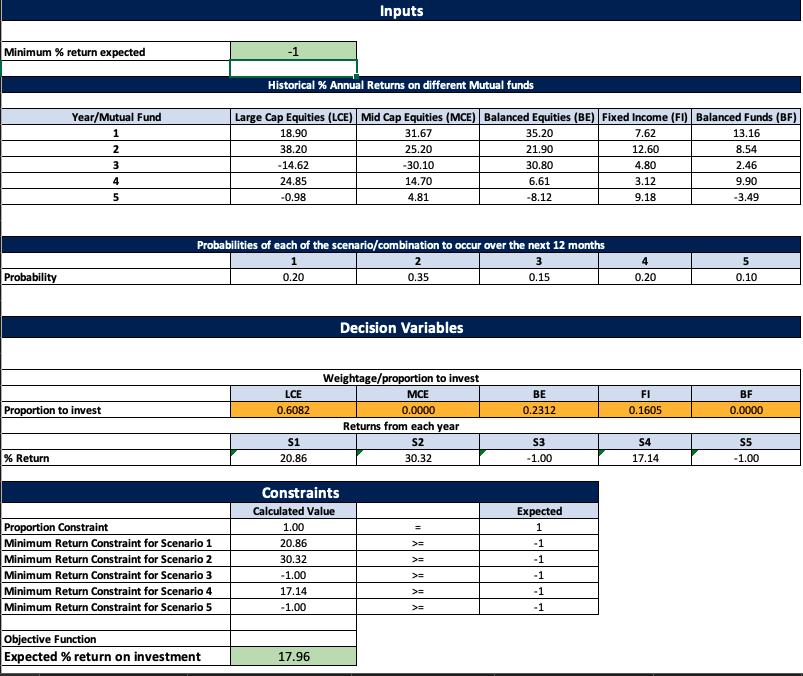 Inputs
Minimum % return expected -1
Historical % Annual Returns on different Mutual funds
Year/Mutual Fund Large Cap Equities (LCE) Mid Cap Equities (MCE) Balanced Equities (BE) Fixed Income (FI) Balanced Funds (BF)
1 18.90 31.67 35.20 7.62 13.16
2 38.20 25.20 21.90 12.60 8.54
3 -14.62 -30.10 30.80 4.80 2.46
4 24.85 14.70 6.61 3.12 9.90
5 -0.98 4.81 -8.12 9.18 -3.49
Probabilities of each of the scenario/combination to occur over the next 12 months
1 2 3 4 5
Probability 0.20 0.35 0.15 0.20 0.10
Decision Variables
Weightage/proportion to invest
LCE MCE BE FI BF
Proportion to invest 0.6082 0.0000 0.2312 0.1605 0.0000
Returns from each year
S1 S2 S3 S4 S5
% Return 20.86 30.32 -1.00 17.14 -1.00
Constraints
Calculated Value Expected
Proportion Constraint 1.00 = 1
Minimum Return Constraint for Scenario 1 20.86 >= -1
Minimum Return Constraint for Scenario 2 30.32 >= -1
Minimum Return Constraint for Scenario 3 -1.00 >= -1
Minimum Return Constraint for Scenario 4 17.14 >= -1
Minimum Return Constraint for Scenario 5 -1.00 >= -1
Objective Function
Expected % return on investment 17.96